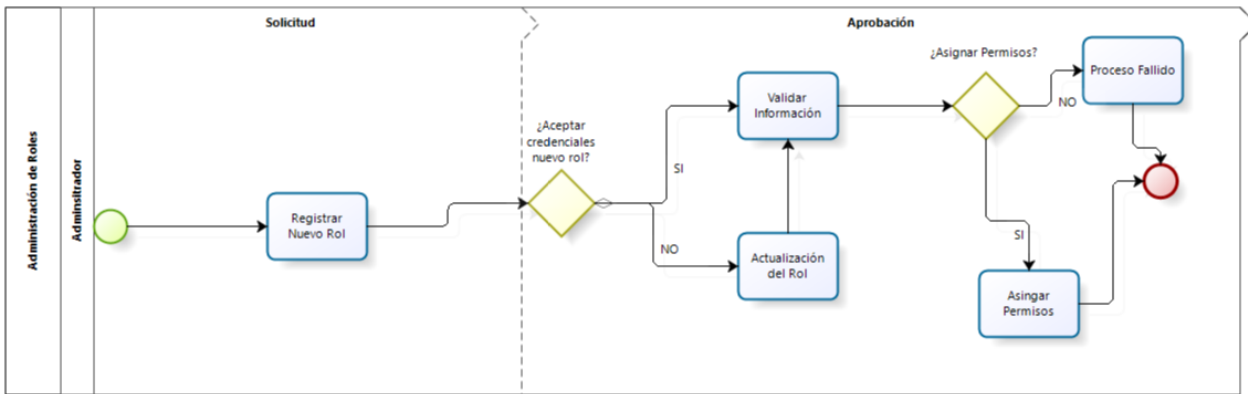 Administración de Roles
Adminsitrador
Solicitud
Aprobación
Registrar
Nuevo Rol
¿Aceptar
credenciales
nuevo rol?
SI
NO
Validar
Información
Actualización
del Rol
¿Asignar Permisos?
NO
SI
Proceso Fallido
Asingar
Permisos